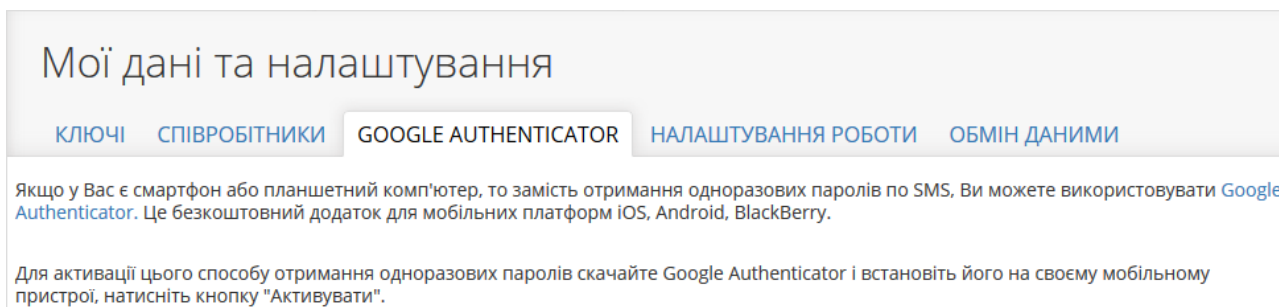 Мої дані та налаштування
КЛЮЧІ СПІВРОБІТНИКИ GOOGLE AUTHENTICATOR НАЛАШТУВАННЯ РОБОТИ ОБМІН ДАНИМИ
Якщо у Вас є смартфон або планшетний комп'ютер, то замість отримання одноразових паролів по SMS, Ви можете використовувати Google
Authenticator. Це безкоштовний додаток для мобільних платформ iOS, Android, BlackBerry.
Для активації цього способу отримання одноразових паролів скачайте Google Authenticator і встановіть його на своєму мобільному
пристрої, натисніть кнопку "Активувати".